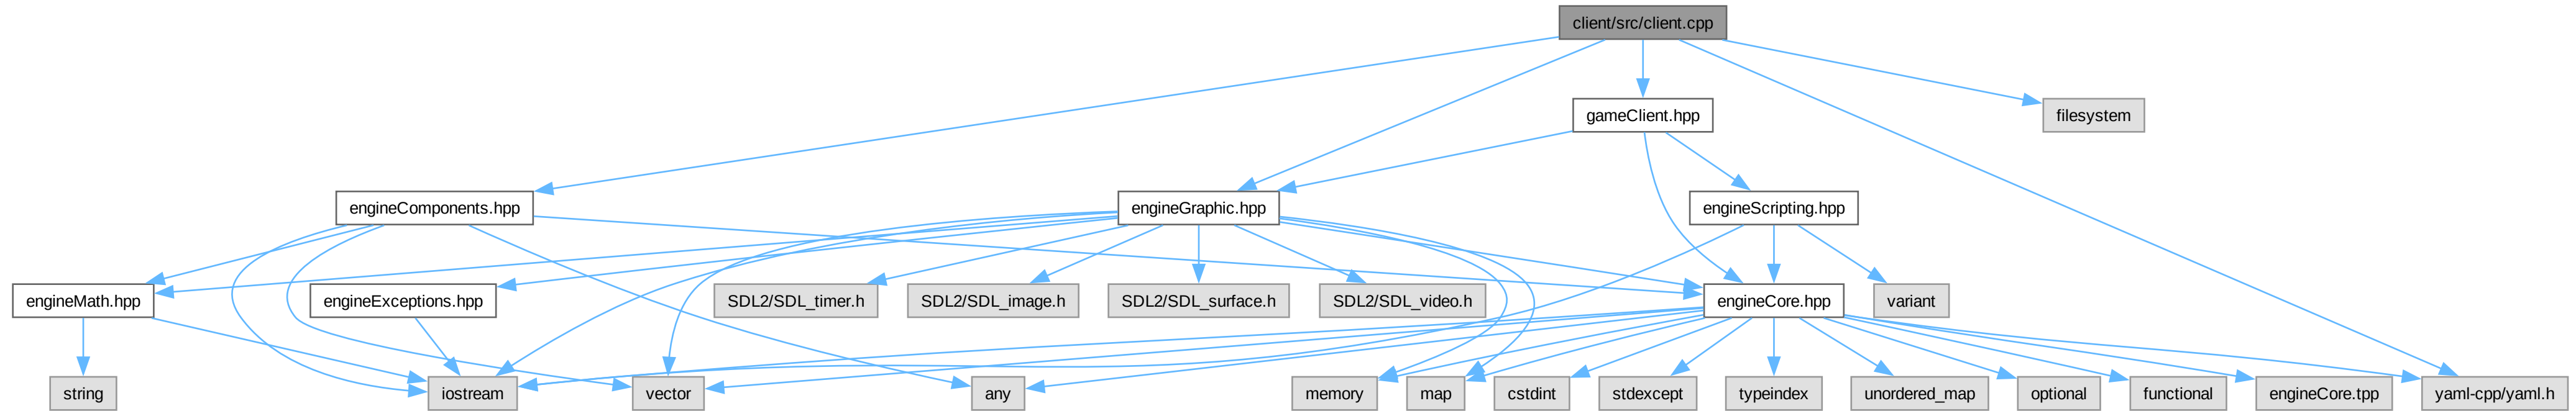 client/src/client.cpp
gameClient.hpp
filesystem
engineComponents.hpp
engineGraphic.hpp
engineScripting.hpp
engineMath.hpp
engineExceptions.hpp
SDL2/SDL_timer.h
SDL2/SDL_image.h
SDL2/SDL_surface.h
SDL2/SDL_video.h
engineCore.hpp
variant
string
iostream
vector
any
memory
map
cstdint
stdexcept
typeindex
unordered_map
optional
functional
engineCore.tpp
yaml-cpp/yaml.h